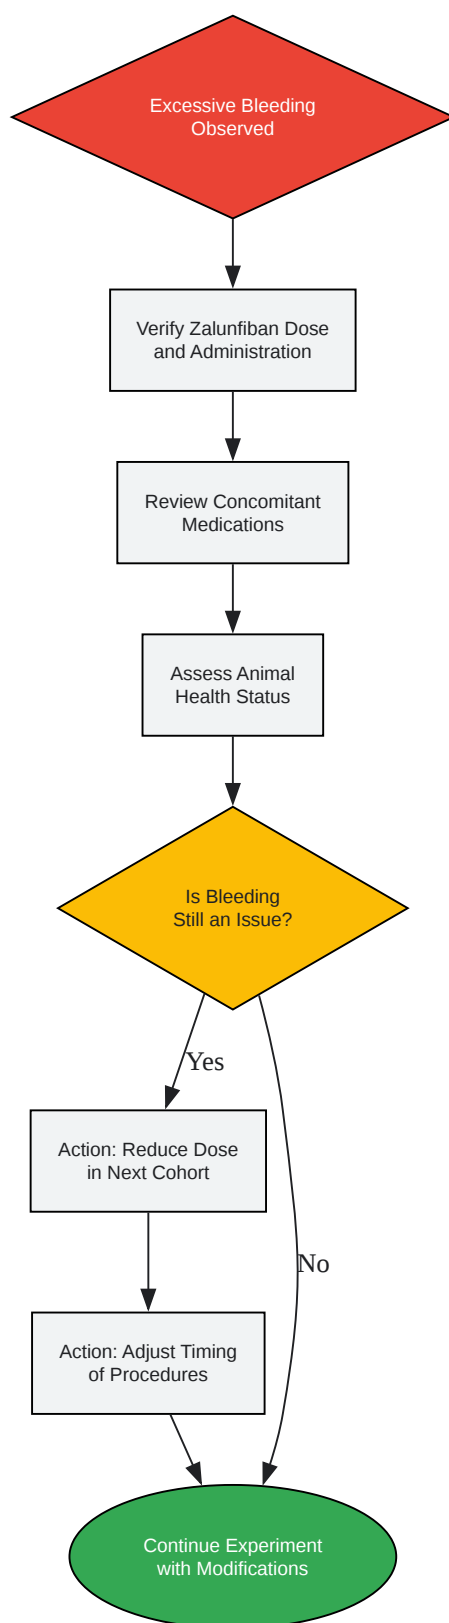 Excessive Bleeding
Observed
Verify Zalunfiban Dose
and Administration
Review Concomitant
Medications
Assess Animal
Health Status
Is Bleeding
Still an Issue?
Yes
Action: Reduce Dose
in Next Cohort
No
Action: Adjust Timing
of Procedures
Continue Experiment
with Modifications